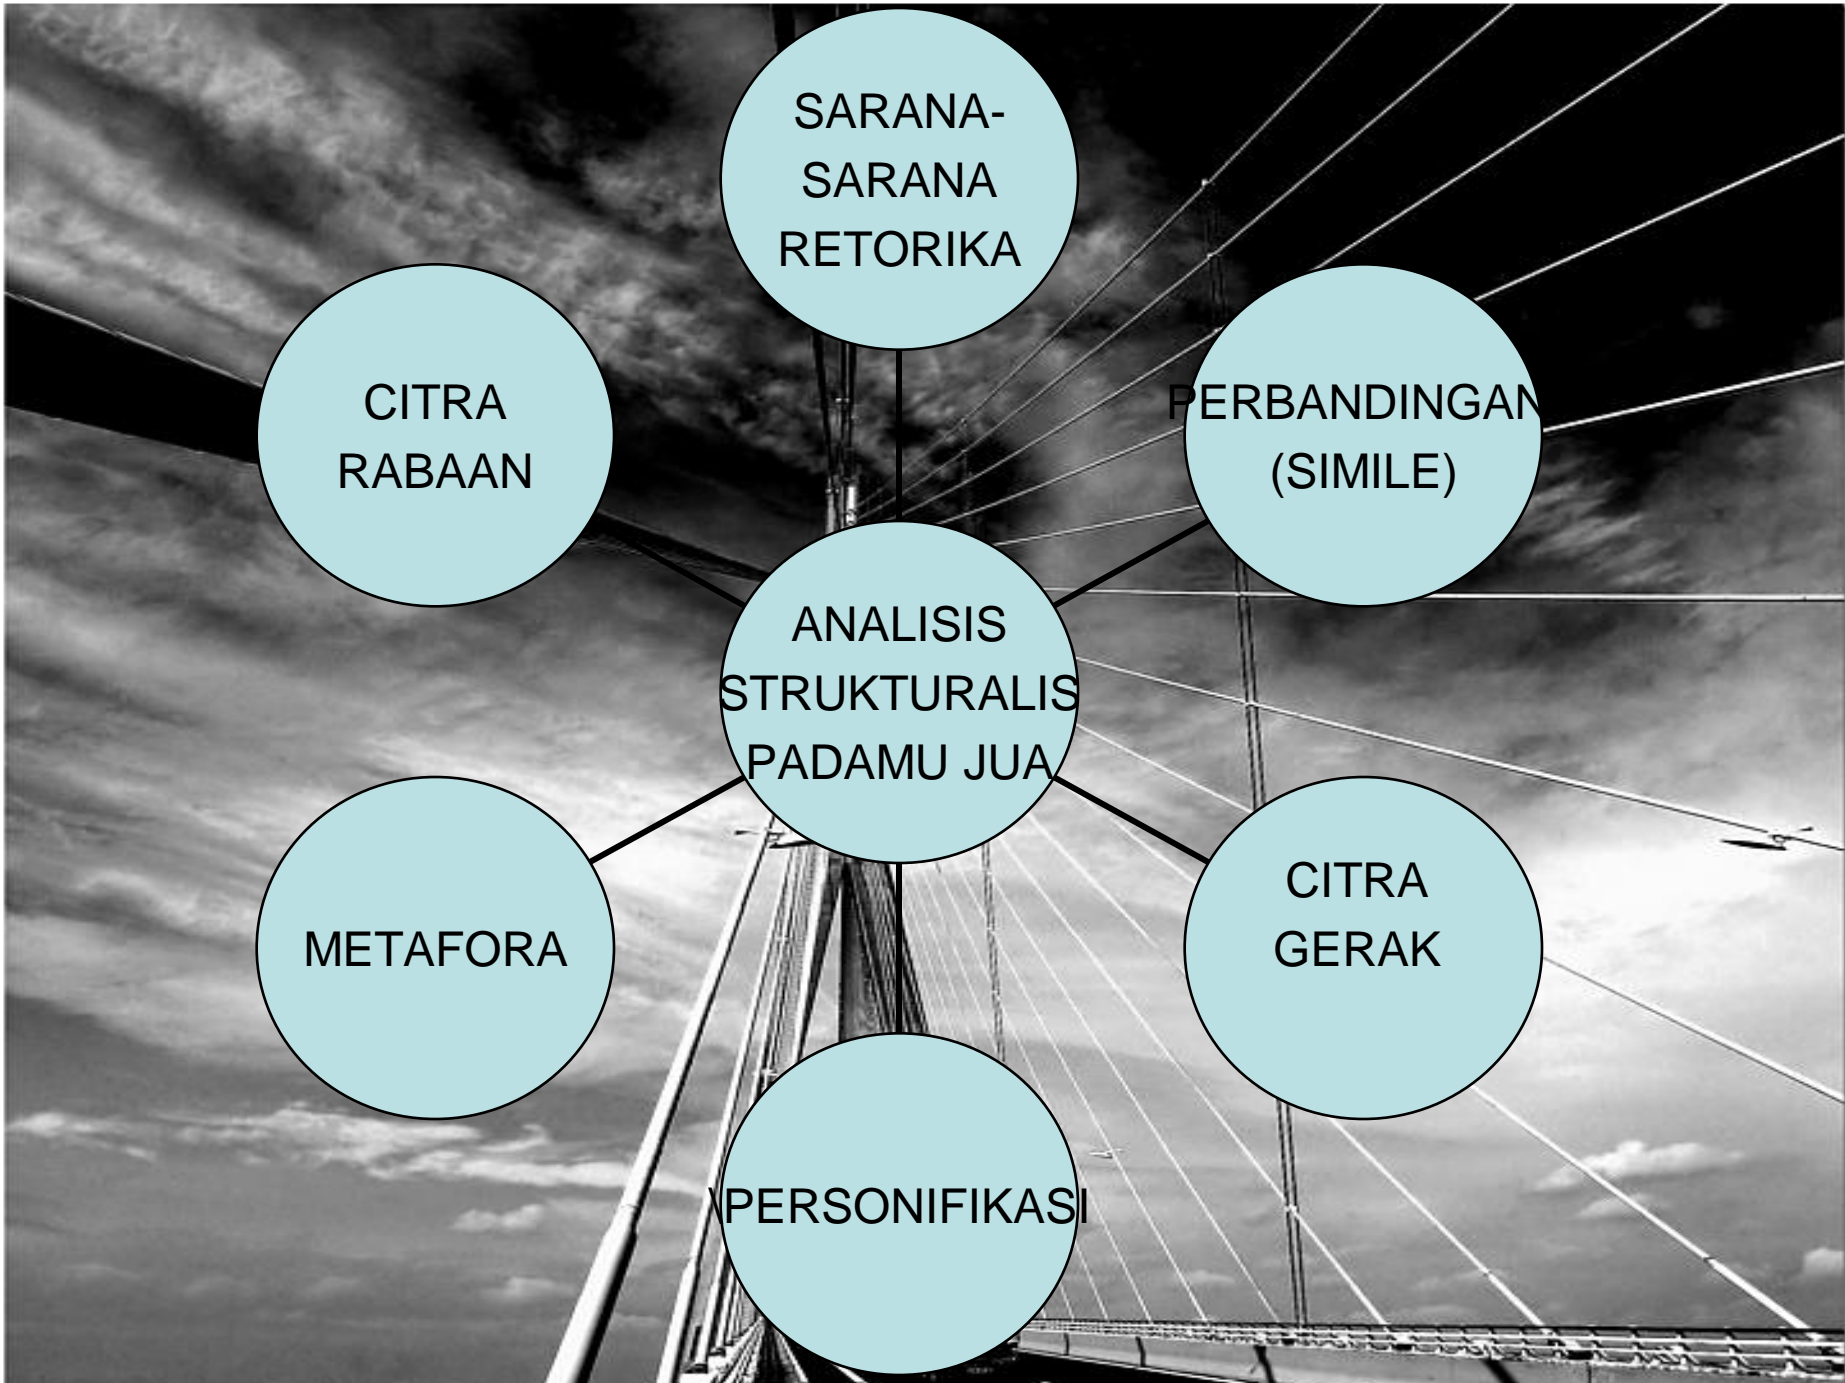 SARANA-
SARANA
RETORIKA
PERBANDINGAN
(SIMILE)
CITRA
GERAK
\PERSONIFIKASI
METAFORA
CITRA
RABAAN
ANALISIS
STRUKTURALIS
PADAMU JUA